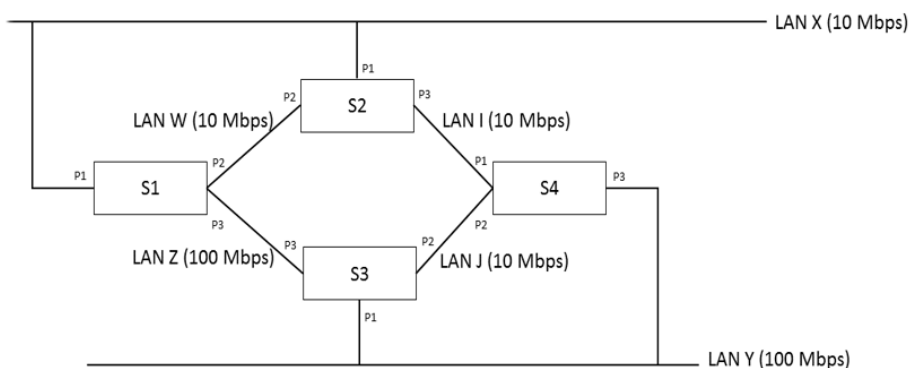 LAN X (10 Mbps)
P1
P2
S2
P3
LAN W (10 Mbps)
LAN I (10 Mbps)
P2
P1
P1
S1
S4
P3
P3
P2
LAN Z (100 Mbps)
P3
P2
LAN J (10 Mbps)
S3
P1
LAN Y (100 Mbps)